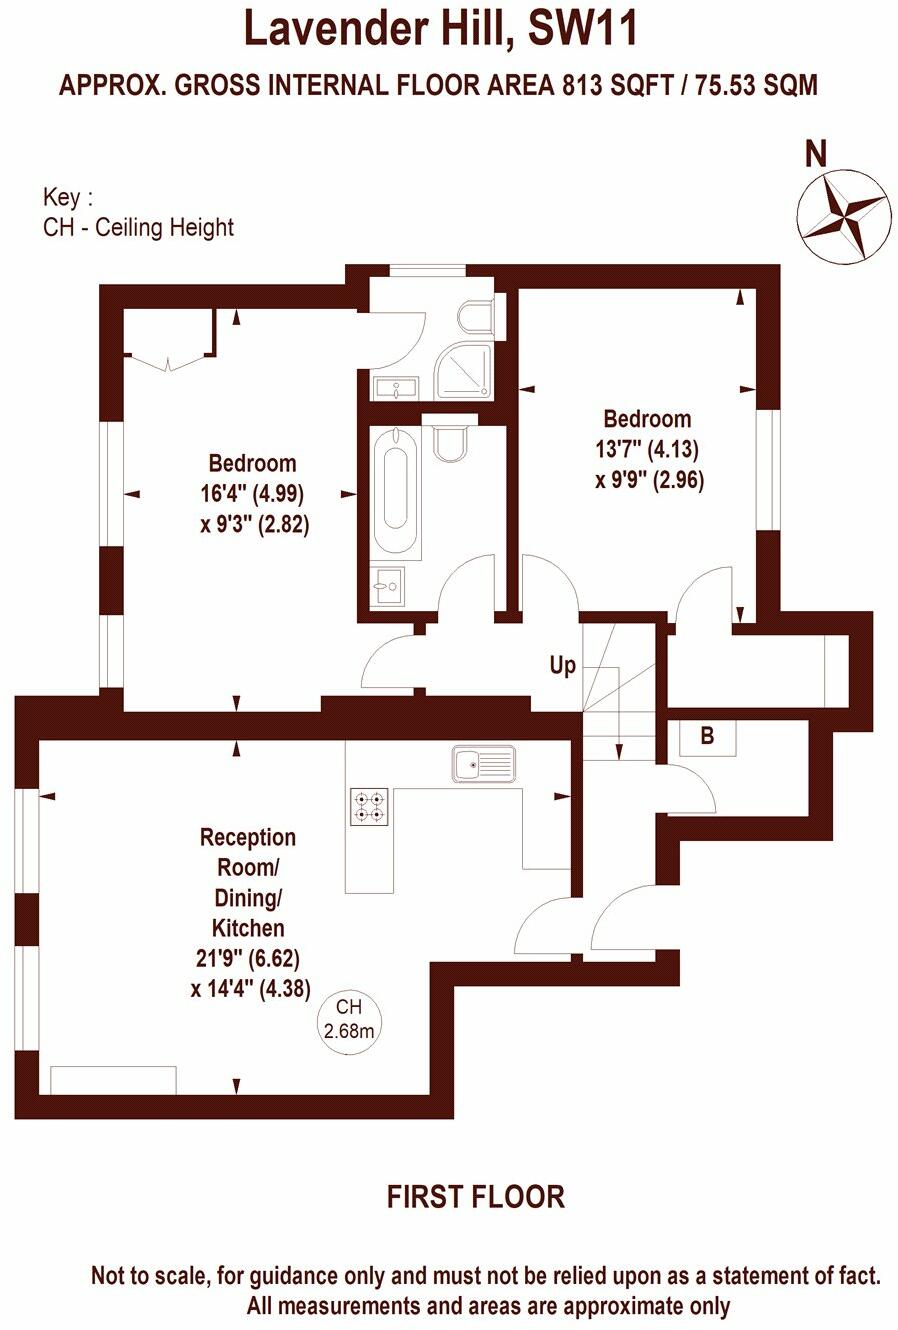 Lavender Hill, SW11
APPROX. GROSS INTERNAL FLOOR AREA 813 SQFT / 75.53 SQM
N
Key :
CH - Ceiling Height
Bedroom
13'7" (4.13)
x 9'9" (2.96)
Bedroom
16'4" (4.99)
x 9'3" (2.82)
Up
B
Reception
Room/
Dining/
Kitchen
21'9" (6.62)
x 14'4" (4.38)
CH
2.68m
FIRST FLOOR
Not to scale, for guidance only and must not be relied upon as a statement of fact.
All measurements and areas are approximate only